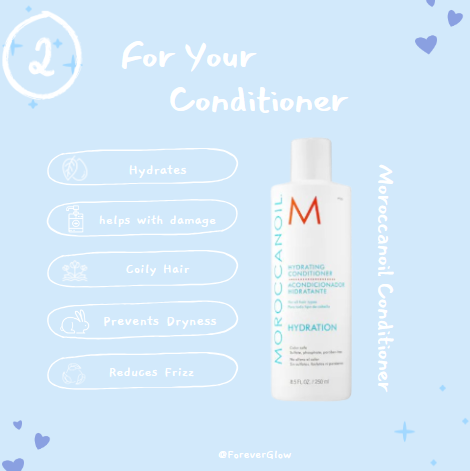 2
For Your
Conditioner
Hydrates
helps with damage
Coily Hair
Prevents Dryness
Reduces Frizz
MOROCCANOIL
M
HYDRATING
CONDITIONER
ACONDICIONADOR
HIDRATANTE
HYDRATION
8.5 FL. OZ. / 250 ml
Moroccanoil Conditioner
@ForeverGlow